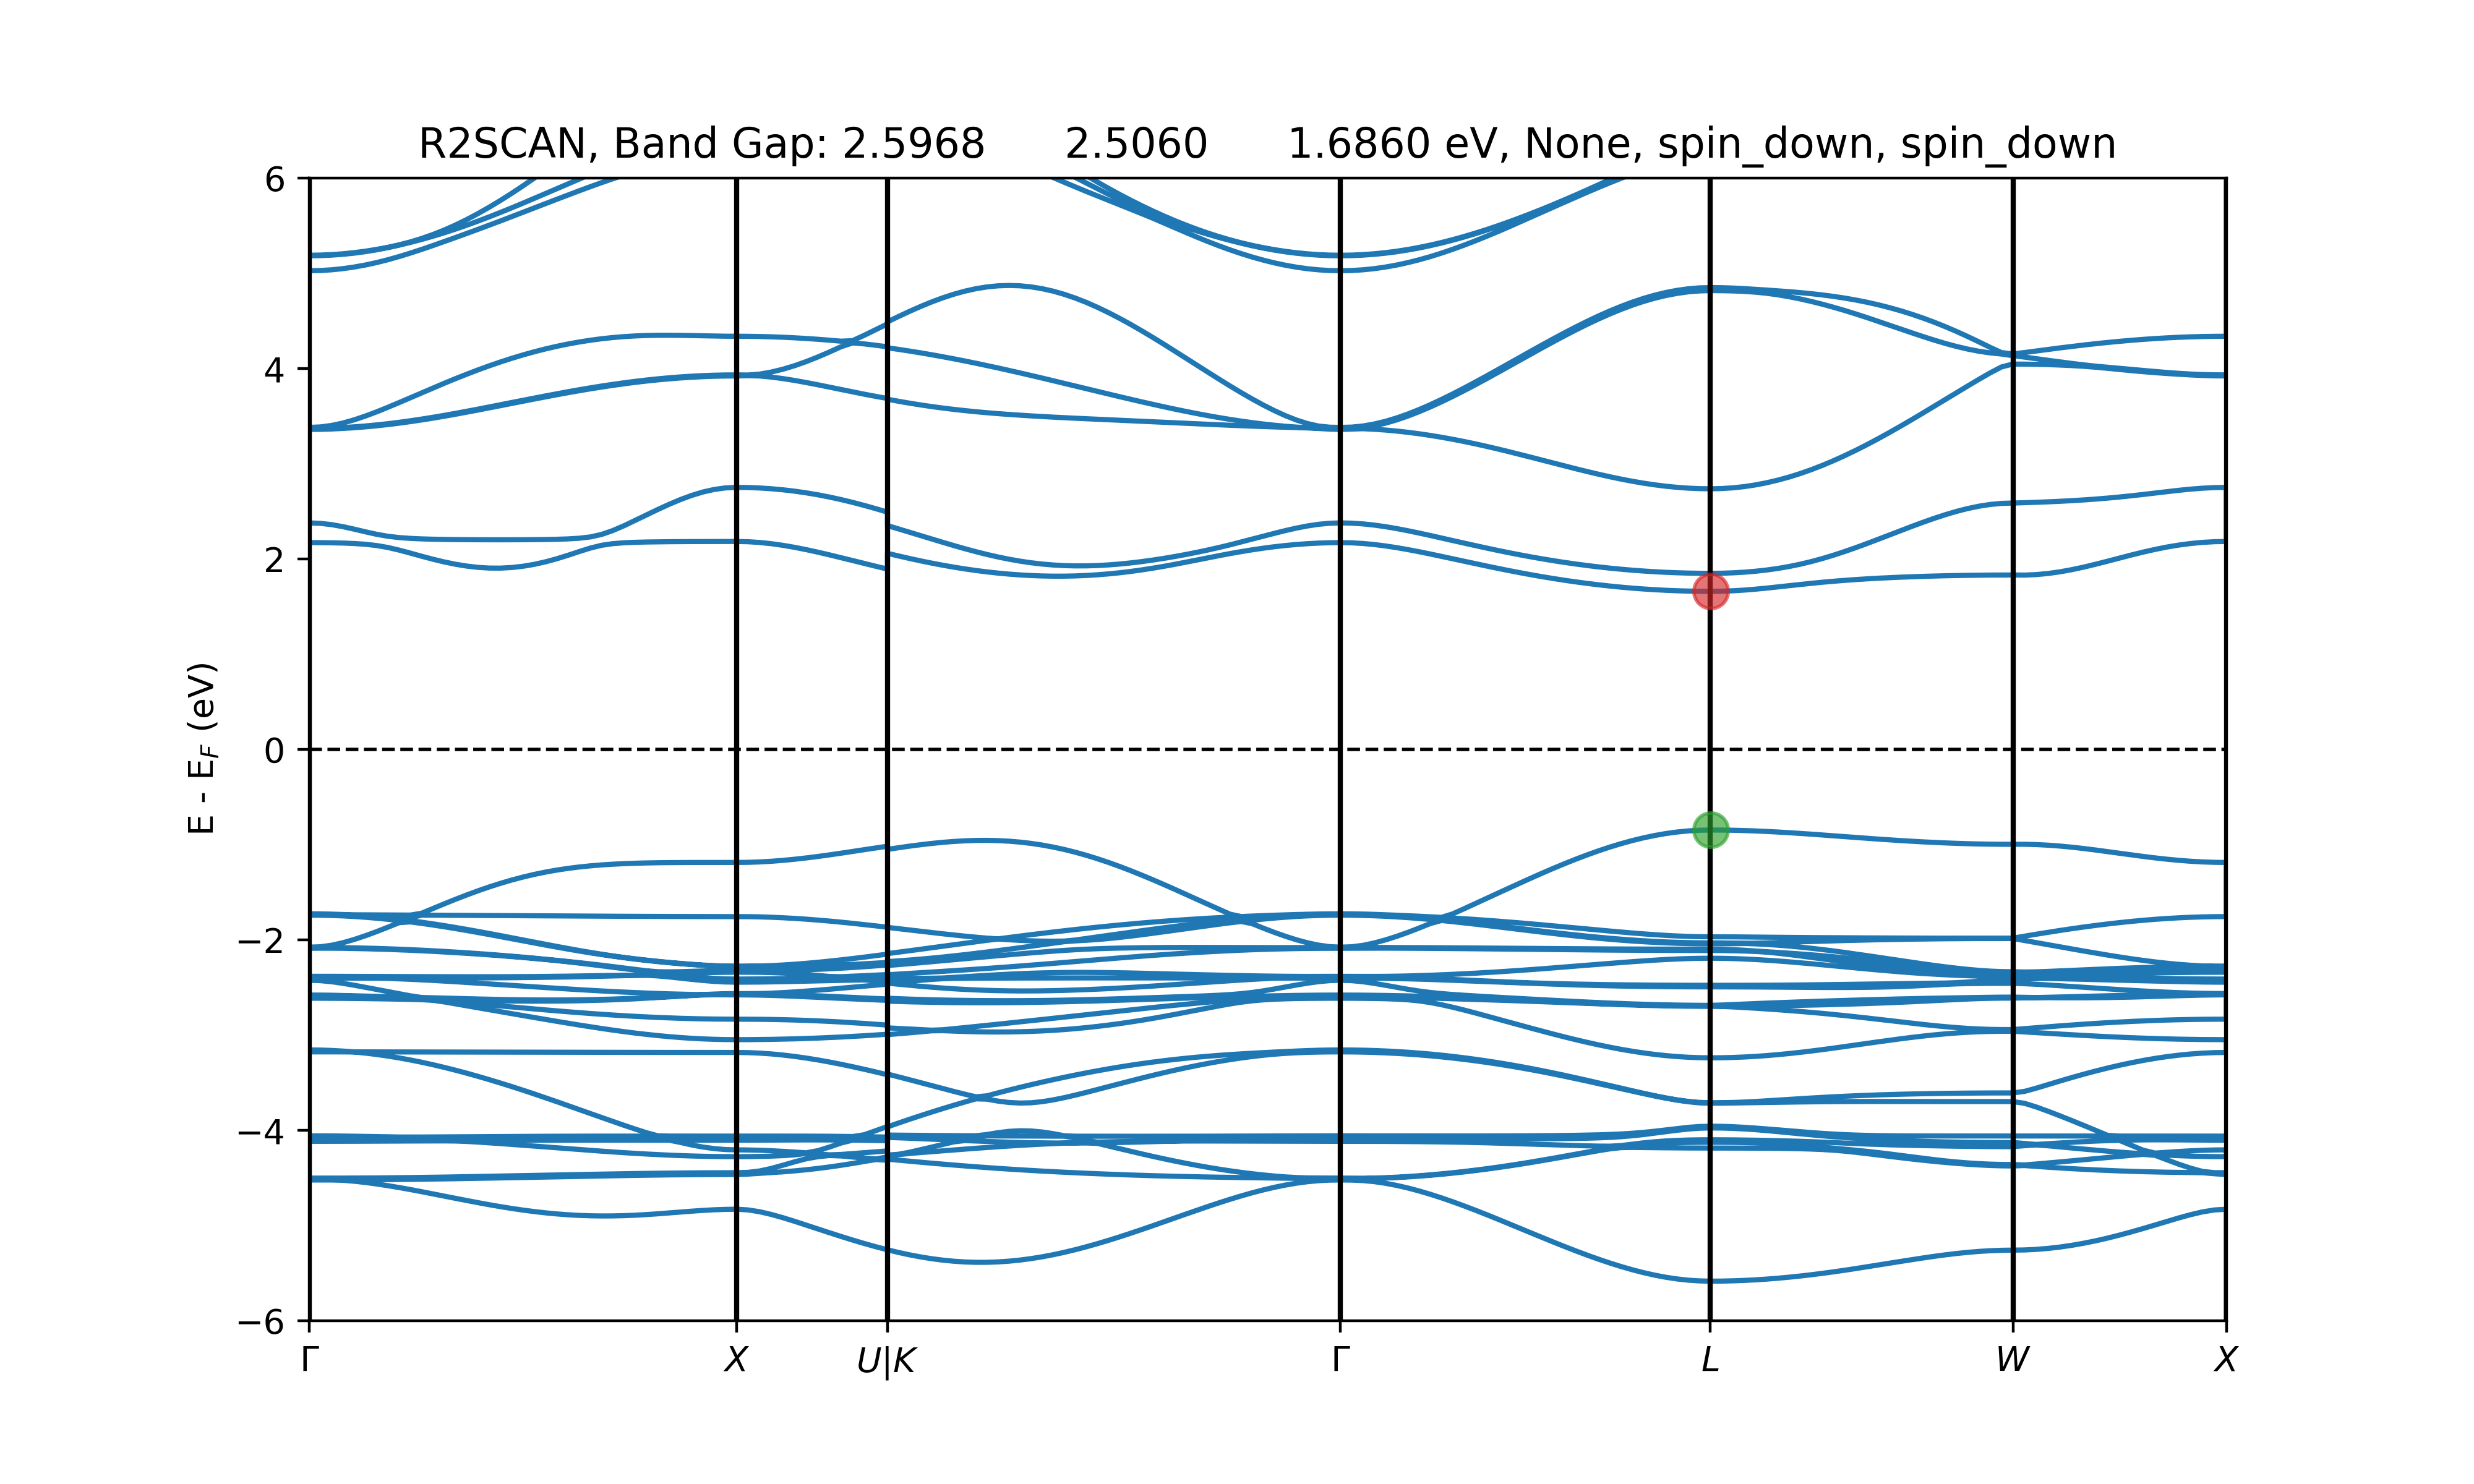 R2SCAN, Band Gap: 2.5968 2.5060 1.6860 eV, None, spin_down, spin_down
6
4
2
0
−2
−4
−6
E - E_F (eV)
Γ X U|K Γ L W X